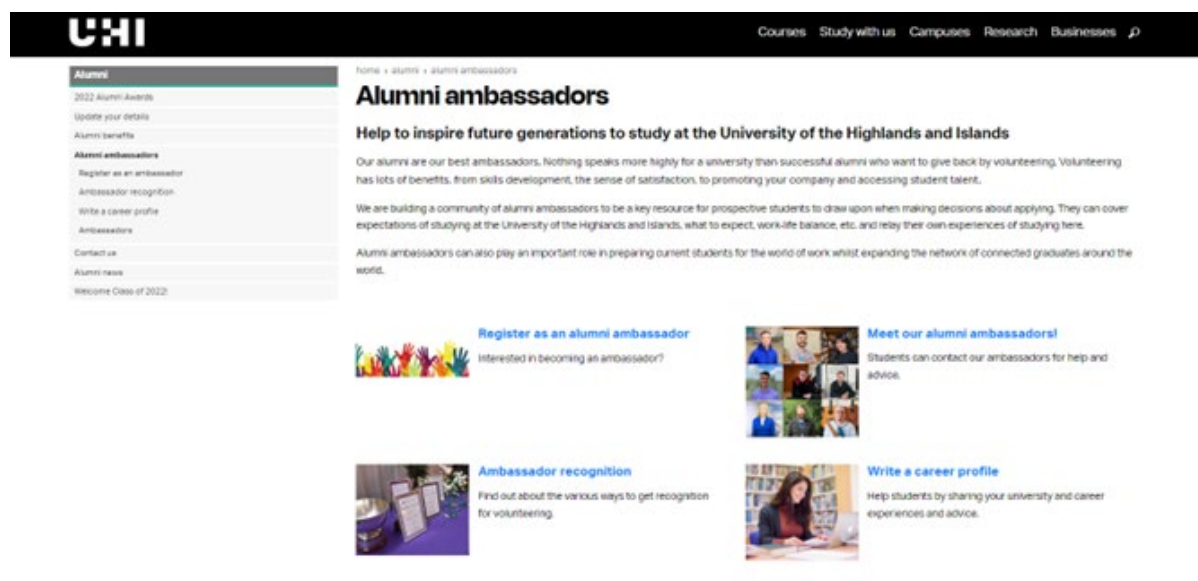 UHI
Courses Study with us Campuses Research Businesses
Alumni
2022 Alumni Awards
Update your details
Alumni benefits
Alumni ambassadors
Register as an ambassador
Ambassador recognition
Write a career profile
Ambassadors
Contact us
Alumni news
Welcome Class of 2022!
home › alumni › alumni ambassadors
Alumni ambassadors
Help to inspire future generations to study at the University of the Highlands and Islands
Our alumni are our best ambassadors. Nothing speaks more highly for a university than successful alumni who want to give back by volunteering. Volunteering
has lots of benefits, from skills development, the sense of satisfaction, to promoting your company and accessing student talent.
We are building a community of alumni ambassadors to be a key resource for prospective students to draw upon when making decisions about applying. They can cover
expectations of studying at the University of the Highlands and Islands, what to expect, work-life balance, etc. and relay their own experiences of studying here.
Alumni ambassadors can also play an important role in preparing current students for the world of work whilst expanding the network of connected graduates around the
world.
Register as an alumni ambassador
Interested in becoming an ambassador?
Meet our alumni ambassadors!
Students can contact our ambassadors for help and
advice.
Ambassador recognition
Find out about the various ways to get recognition
for volunteering.
Write a career profile
Help students by sharing your university and career
experiences and advice.